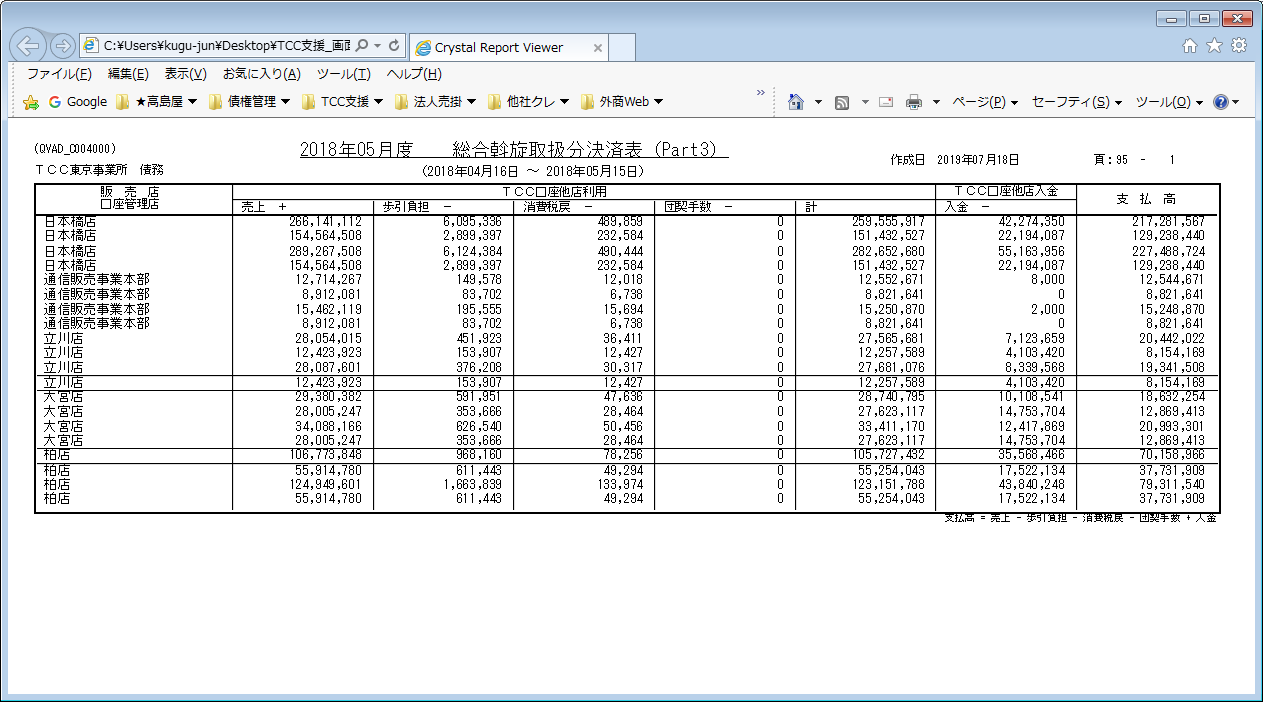 C:¥Users¥kugu-jun¥Desktop¥TCC支援_画面
Crystal Report Viewer
ファイル(F) 編集(E) 表示(V) お気に入り(A) ツール(T) ヘルプ(H)
Google ★高島屋 債権管理 TCC支援 法人売掛 他社クレ 外商Web » ページ(P) セーフティ(S) ツール(O)
(QVAD_C004000) 2018年05月度 総合斡旋取扱分決済表 (Part3) 作成日 2019年07月18日 頁:95 - 1
TCC東京事業所 債務 (2018年04月16日 ～ 2018年05月15日)
販 売 店 TCC口座他店利用 TCC口座他店入金 支 払 高
口座管理店 売上 + 歩引負担 - 消費税戻 - 団契手数 - 計 入金 -
日本橋店 266,141,112 6,095,336 489,859 0 259,555,917 42,274,350 217,281,567
日本橋店 154,564,508 2,899,397 232,584 0 151,432,527 22,194,087 129,238,440
日本橋店 289,267,508 6,124,384 490,444 0 282,652,680 55,163,956 227,488,724
日本橋店 154,564,508 2,899,397 232,584 0 151,432,527 22,194,087 129,238,440
通信販売事業本部 12,714,267 149,578 12,018 0 12,552,671 8,000 12,544,671
通信販売事業本部 8,912,081 83,702 6,738 0 8,821,641 0 8,821,641
通信販売事業本部 15,462,119 195,555 15,694 0 15,250,870 2,000 15,248,870
通信販売事業本部 8,912,081 83,702 6,738 0 8,821,641 0 8,821,641
立川店 28,054,015 451,923 36,411 0 27,565,681 7,123,659 20,442,022
立川店 12,423,923 153,907 12,427 0 12,257,589 4,103,420 8,154,169
立川店 28,087,601 376,208 30,317 0 27,681,076 8,339,568 19,341,508
立川店 12,423,923 153,907 12,427 0 12,257,589 4,103,420 8,154,169
大宮店 29,380,382 591,951 47,636 0 28,740,795 10,108,541 18,632,254
大宮店 28,005,247 353,666 28,464 0 27,623,117 14,753,704 12,869,413
大宮店 34,088,166 626,540 50,456 0 33,411,170 12,417,869 20,993,301
大宮店 28,005,247 353,666 28,464 0 27,623,117 14,753,704 12,869,413
柏店 106,773,848 968,160 78,256 0 105,727,432 35,568,466 70,158,966
柏店 55,914,780 611,443 49,294 0 55,254,043 17,522,134 37,731,909
柏店 124,949,601 1,663,839 133,974 0 123,151,788 43,840,248 79,311,540
柏店 55,914,780 611,443 49,294 0 55,254,043 17,522,134 37,731,909
支払高 = 売上 - 歩引負担 - 消費税戻 - 団契手数 + 入金